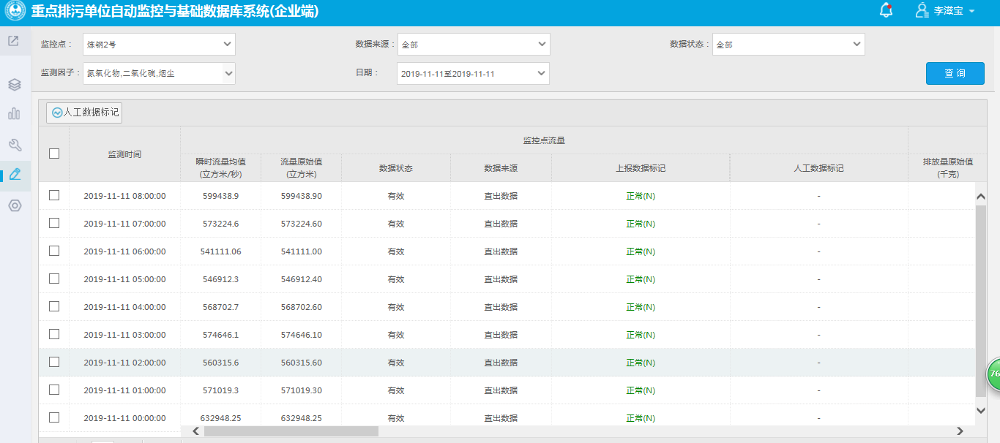 重点排污单位自动监控与基础数据库系统(企业端)
李滋宝
监控点：
炼钢2号
数据来源：
全部
数据状态：
全部
监测因子：
氮氧化物,二氧化硫,烟尘
日期：
2019-11-11至2019-11-11
查询
人工数据标记
监测时间
监控点流量
瞬时流量均值
(立方米/秒)
流量原始值
(立方米)
数据状态
数据来源
上报数据标记
人工数据标记
排放量原始值
(千克)
2019-11-11 08:00:00 599438.9 599438.90 有效 直出数据 正常(N) -
2019-11-11 07:00:00 573224.6 573224.60 有效 直出数据 正常(N) -
2019-11-11 06:00:00 541111.06 541111.00 有效 直出数据 正常(N) -
2019-11-11 05:00:00 546912.3 546912.40 有效 直出数据 正常(N) -
2019-11-11 04:00:00 568702.7 568702.60 有效 直出数据 正常(N) -
2019-11-11 03:00:00 574646.1 574646.10 有效 直出数据 正常(N) -
2019-11-11 02:00:00 560315.6 560315.60 有效 直出数据 正常(N) -
2019-11-11 01:00:00 571019.3 571019.30 有效 直出数据 正常(N) -
2019-11-11 00:00:00 632948.25 632948.25 有效 直出数据 正常(N) -
76